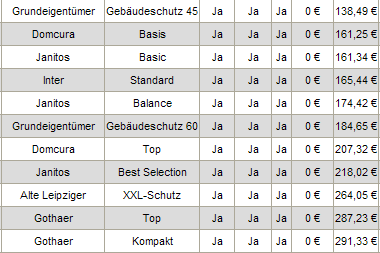 Grundeigentümer Gebäudeschutz 45 Ja Ja Ja 0 € 138,49 €
Domcura Basis Ja Ja Ja 0 € 161,25 €
Janitos Basic Ja Ja Ja 0 € 161,34 €
Inter Standard Ja Ja Ja 0 € 165,44 €
Janitos Balance Ja Ja Ja 0 € 174,42 €
Grundeigentümer Gebäudeschutz 60 Ja Ja Ja 0 € 184,65 €
Domcura Top Ja Ja Ja 0 € 207,32 €
Janitos Best Selection Ja Ja Ja 0 € 218,02 €
Alte Leipziger XXL-Schutz Ja Ja Ja 0 € 264,05 €
Gothaer Top Ja Ja Ja 0 € 287,23 €
Gothaer Kompakt Ja Ja Ja 0 € 291,33 €